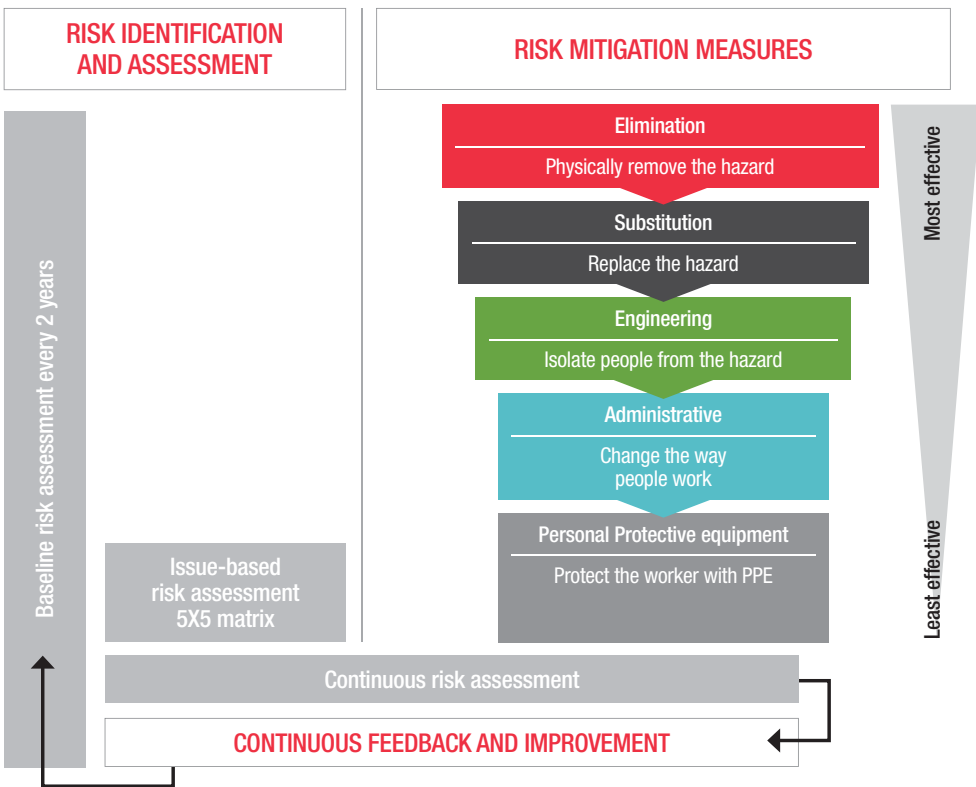 RISK IDENTIFICATION
AND ASSESSMENT
RISK MITIGATION MEASURES
Baseline risk assessment every 2 years
Issue-based
risk assessment
5X5 matrix
Elimination
Physically remove the hazard
Substitution
Replace the hazard
Engineering
Isolate people from the hazard
Administrative
Change the way
people work
Personal Protective equipment
Protect the worker with PPE
Most effective
Least effective
Continuous risk assessment
CONTINUOUS FEEDBACK AND IMPROVEMENT